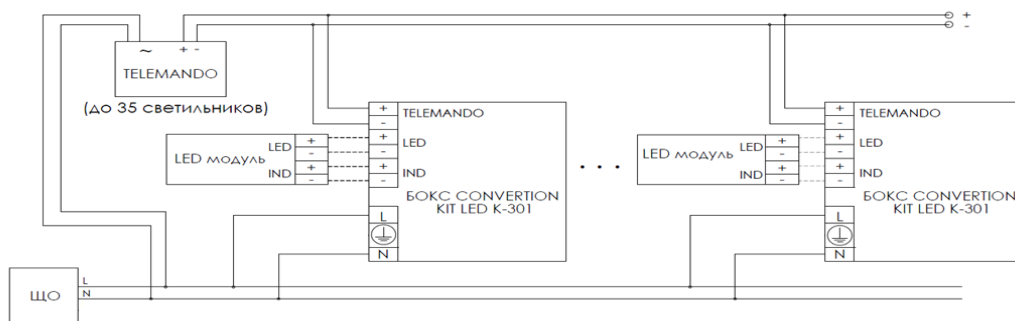 +
-
~ + -
TELEMANDO
(до 35 светильников)
+ TELEMANDO
-
+ LED
-
+ IND
-
LED +
-
LED модуль
IND +
-
БОКС CONVERTION
KIT LED K-301
L
N
. . .
LED +
-
LED модуль
IND +
-
+ TELEMANDO
-
+ LED
-
+ IND
-
БОКС CONVERTION
KIT LED K-301
L
N
ЩО
L
N